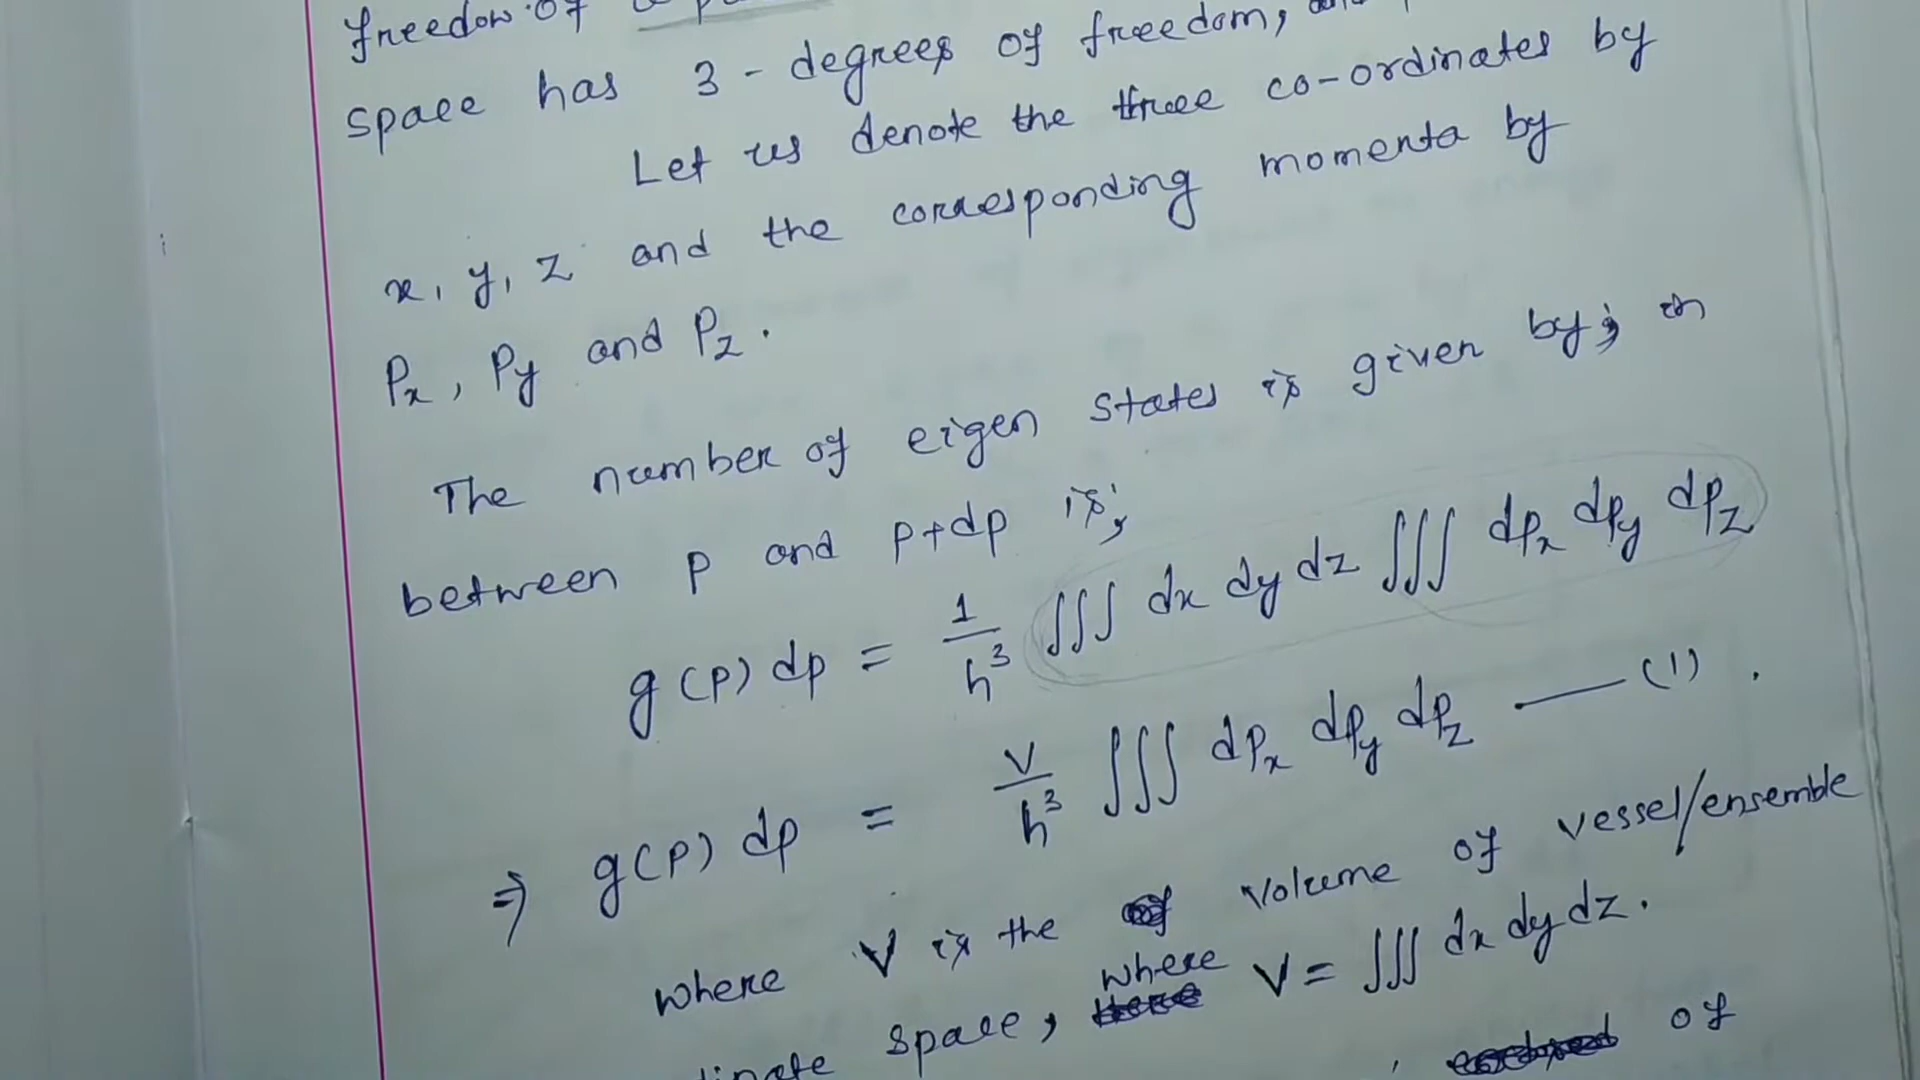 freedom of
space has 3 - degrees of freedom,
Let us denote the three co-ordinates by
x, y, z and the corresponding momenta by
Px, Py and Pz.
The number of eigen states is given by; in
between p and p+dp is;
g(p) dp = 1/h³ ∫∫∫ dx dy dz ∫∫∫ dpx dpy dpz
⇒ g(p) dp = V/h³ ∫∫∫ dpx dpy dpz —— (1) .
where V is the volume of vessel/ensemble
space, where V = ∫∫∫ dx dy dz.
of